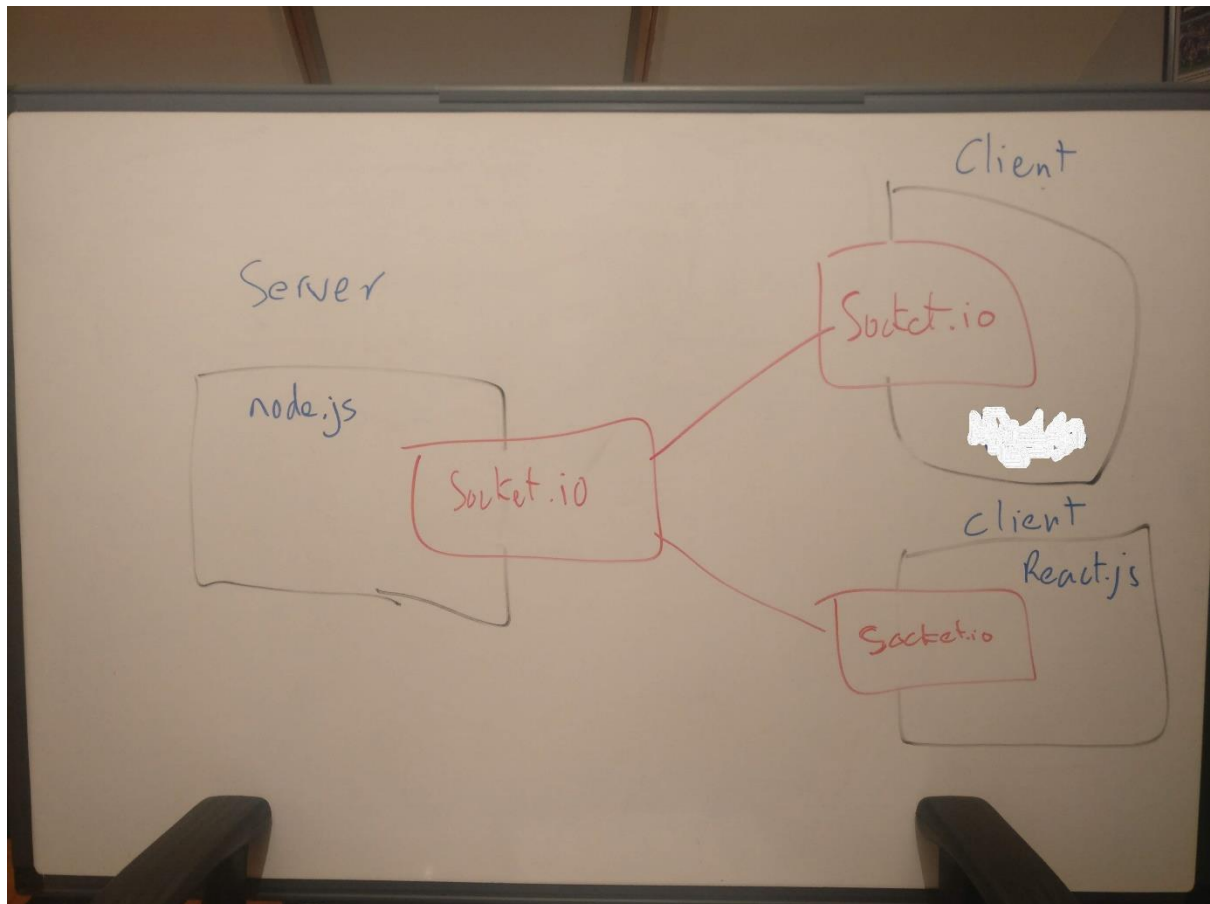 Server
node.js
Socket.io
Client
Socket.io
client
React.js
Socket.io